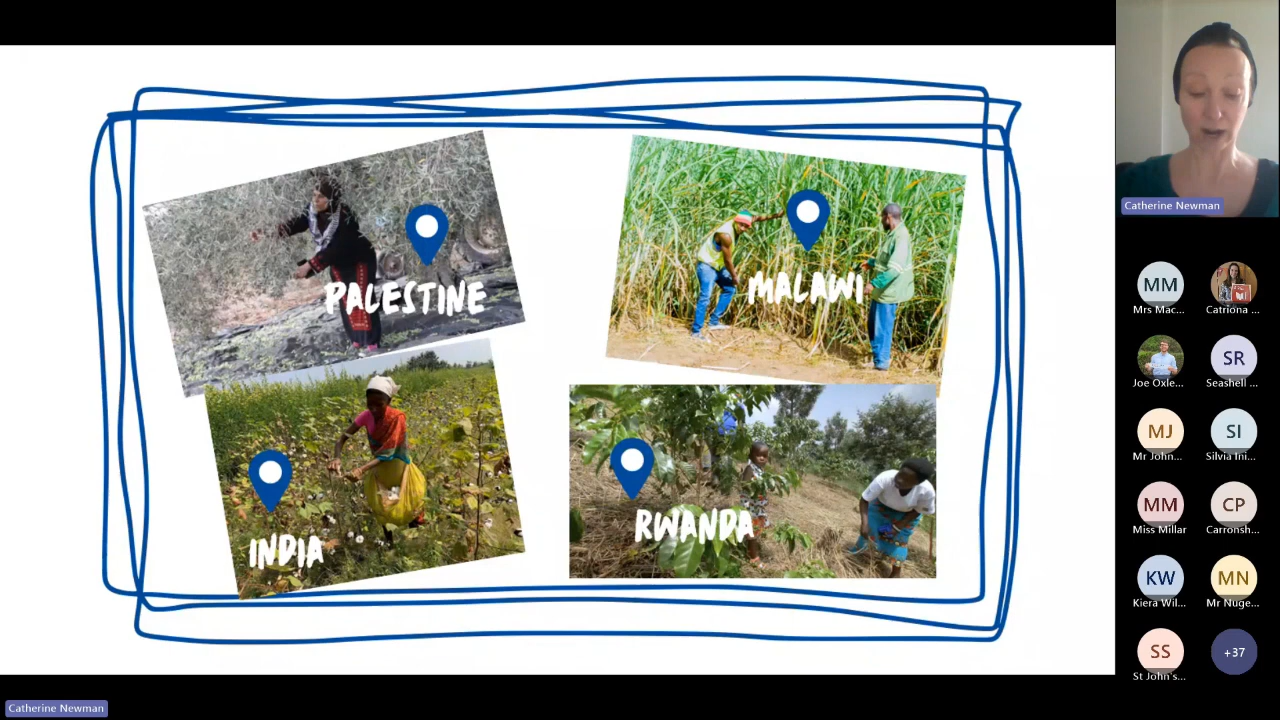 PALESTINE
MALAWI
INDIA
RWANDA
Catherine Newman
MM
Mrs Mac...
Catriona ...
Joe Oxle...
SR
Seashell ...
MJ
Mr John...
SI
Silvia Ini...
MM
Miss Millar
CP
Carronsh...
KW
Kiera Wil...
MN
Mr Nuge...
SS
St John's...
+37
Catherine Newman